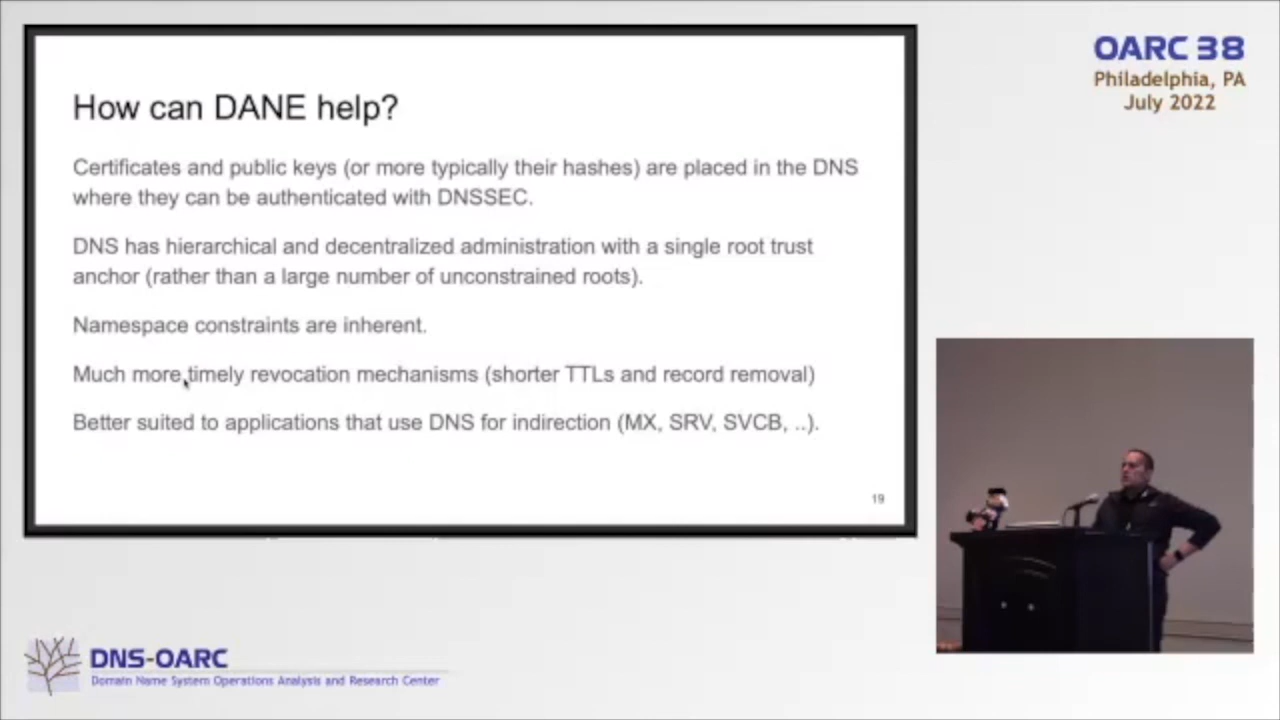 How can DANE help?
Certificates and public keys (or more typically their hashes) are placed in the DNS
where they can be authenticated with DNSSEC.
DNS has hierarchical and decentralized administration with a single root trust
anchor (rather than a large number of unconstrained roots).
Namespace constraints are inherent.
Much more timely revocation mechanisms (shorter TTLs and record removal)
Better suited to applications that use DNS for indirection (MX, SRV, SVCB, ..).
19
OARC 38
Philadelphia, PA
July 2022
DNS-OARC
Domain Name System Operations Analysis and Research Center